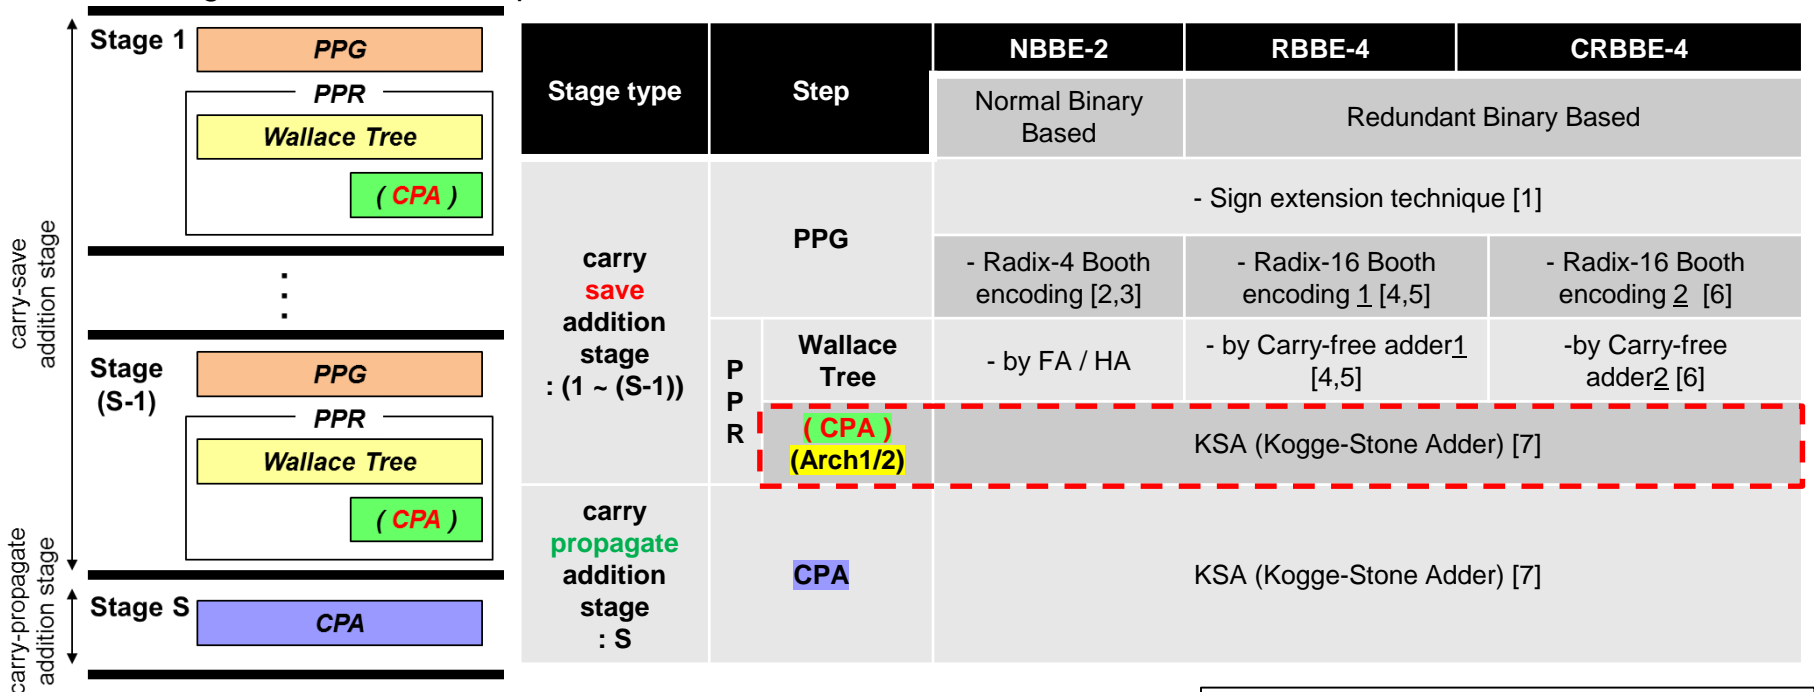 Stage 1
PPG
PPR
Wallace Tree
( CPA )
carry-save
addition stage
Stage
(S-1)
PPG
PPR
Wallace Tree
( CPA )
carry-propagate
addition stage
Stage S
CPA
Stage type
Step
NBBE-2
RBBE-4
CRBBE-4
Normal Binary
Based
Redundant Binary Based
carry
save
addition
stage
: (1 ~ (S-1))
PPG
- Sign extension technique [1]
- Radix-4 Booth
encoding [2,3]
- Radix-16 Booth
encoding 1 [4,5]
- Radix-16 Booth
encoding 2 [6]
P
P
R
Wallace
Tree
- by FA / HA
- by Carry-free adder1
[4,5]
-by Carry-free
adder2 [6]
( CPA )
(Arch1/2)
KSA (Kogge-Stone Adder) [7]
carry
propagate
addition
stage
: S
CPA
KSA (Kogge-Stone Adder) [7]